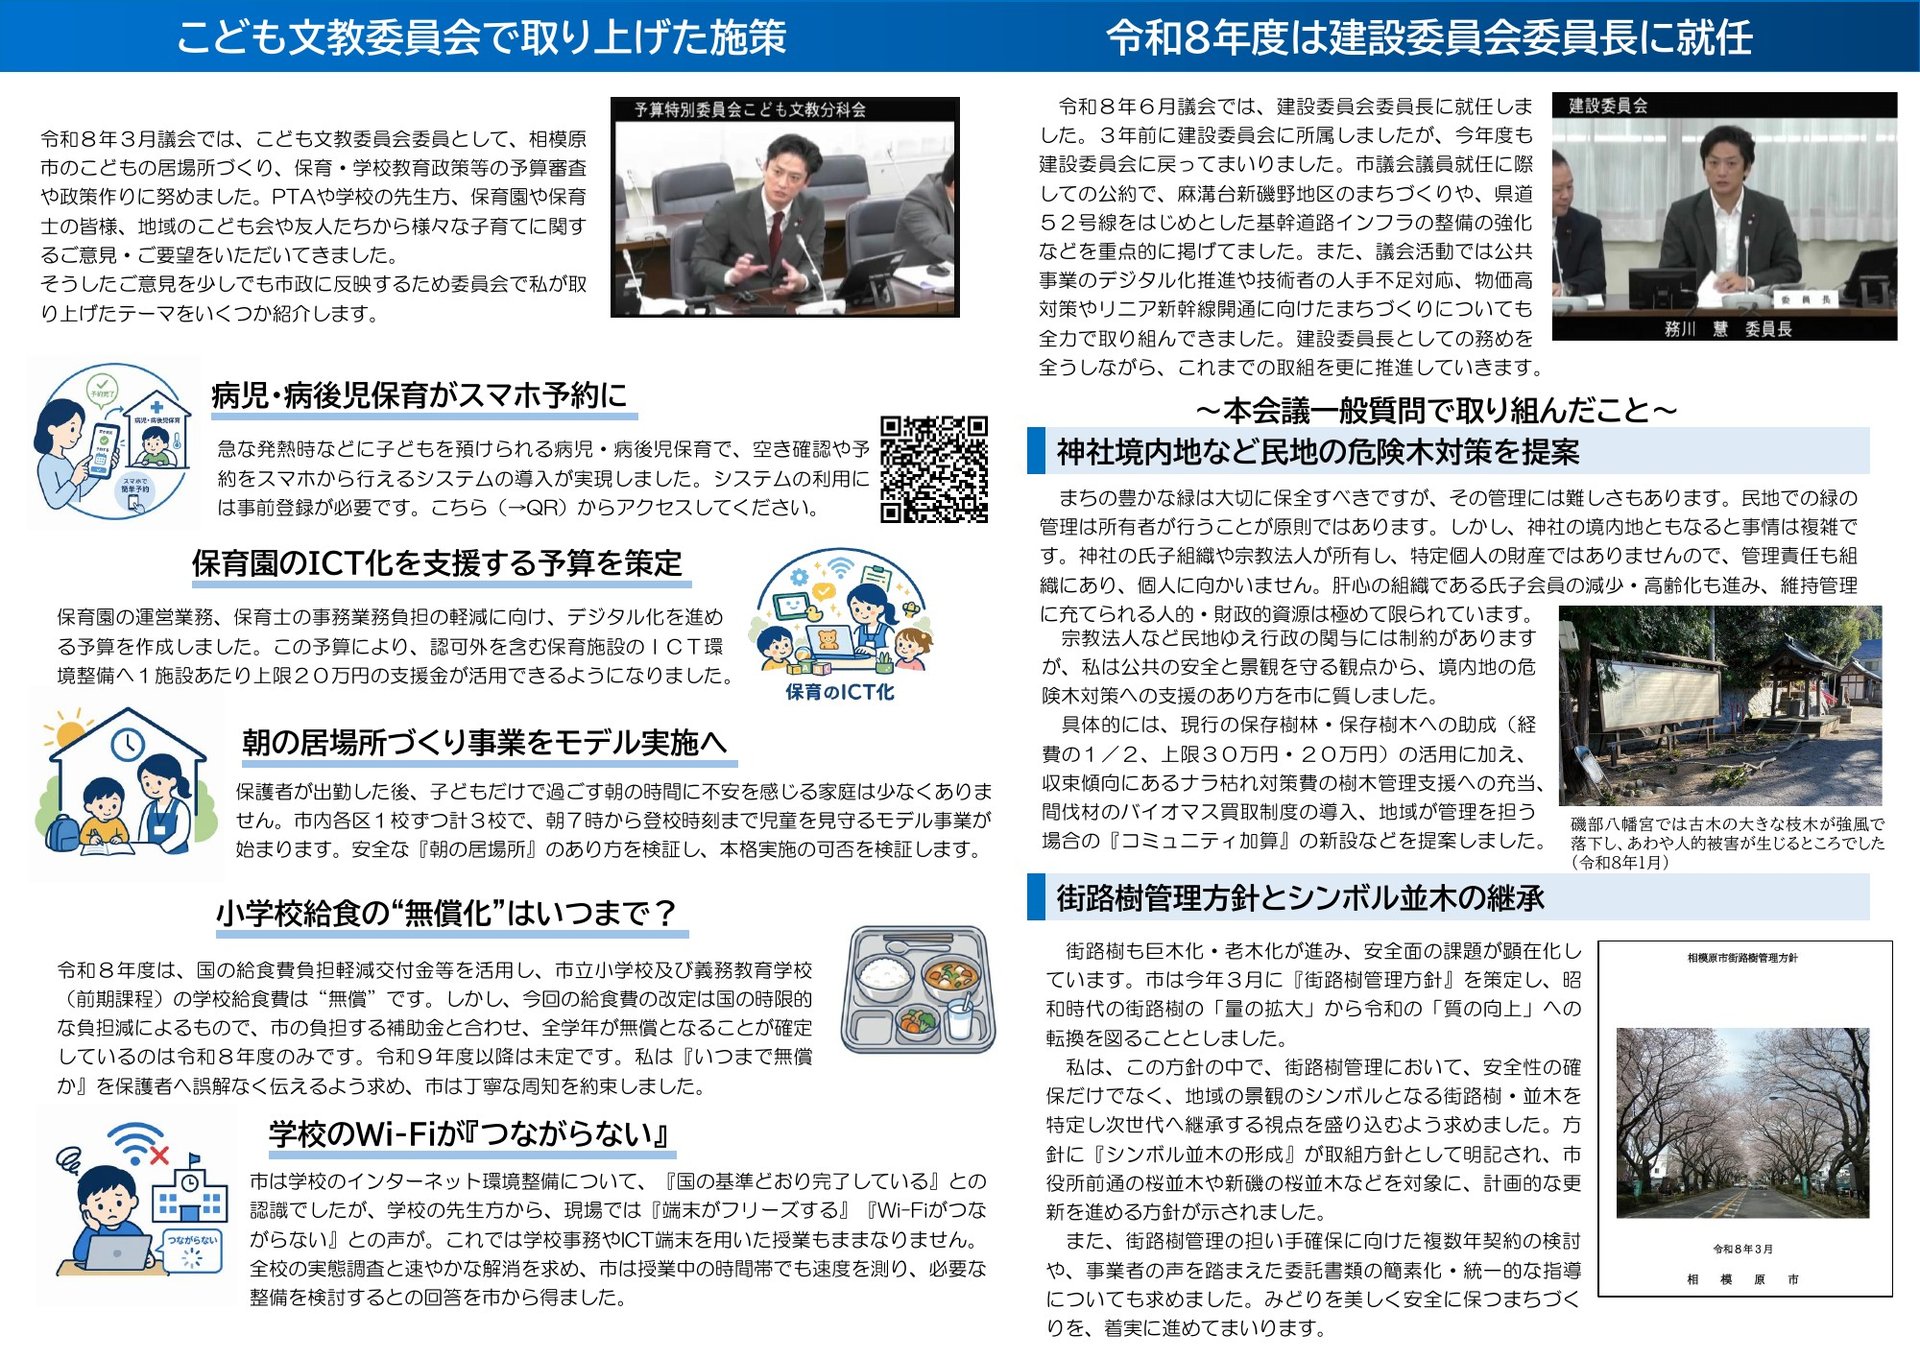 こども文教委員会で取り上げた施策
令和８年３月議会では、こども文教委員会委員として、相模原
市のこどもの居場所づくり、保育・学校教育政策等の予算審査
や政策作りに努めました。PTAや学校の先生方、保育園や保育
士の皆様、地域のこども会や友人たちから様々な子育てに関す
るご意見・ご要望をいただいてきました。
そうしたご意見を少しでも市政に反映するため委員会で私が取
り上げたテーマをいくつか紹介します。
予算特別委員会こども文教分科会
予約完了
病児・病後児保育
スマホで
簡単予約
病児・病後児保育がスマホ予約に
急な発熱時などに子どもを預けられる病児・病後児保育で、空き確認や予
約をスマホから行えるシステムの導入が実現しました。システムの利用に
は事前登録が必要です。こちら（→QR）からアクセスしてください。
保育園のICT化を支援する予算を策定
保育園の運営業務、保育士の事務業務負担の軽減に向け、デジタル化を進め
る予算を作成しました。この予算により、認可外を含む保育施設のＩＣＴ環
境整備へ１施設あたり上限２０万円の支援金が活用できるようになりました。
保育のICT化
朝の居場所づくり事業をモデル実施へ
保護者が出勤した後、子どもだけで過ごす朝の時間に不安を感じる家庭は少なくありま
せん。市内各区１校ずつ計３校で、朝７時から登校時刻まで児童を見守るモデル事業が
始まります。安全な『朝の居場所』のあり方を検証し、本格実施の可否を検証します。
小学校給食の“無償化”はいつまで？
令和８年度は、国の給食費負担軽減交付金等を活用し、市立小学校及び義務教育学校
（前期課程）の学校給食費は“無償”です。しかし、今回の給食費の改定は国の時限的
な負担減によるもので、市の負担する補助金と合わせ、全学年が無償となることが確定
しているのは令和８年度のみです。令和９年度以降は未定です。私は『いつまで無償
か』を保護者へ誤解なく伝えるよう求め、市は丁寧な周知を約束しました。
学校のWi-Fiが『つながらない』
つながらない
市は学校のインターネット環境整備について、『国の基準どおり完了している』との
認識でしたが、学校の先生方から、現場では『端末がフリーズする』『Wi-Fiがつな
がらない』との声が。これでは学校事務やICT端末を用いた授業もままなりません。
全校の実態調査と速やかな解消を求め、市は授業中の時間帯でも速度を測り、必要な
整備を検討するとの回答を市から得ました。
令和８年度は建設委員会委員長に就任
令和８年６月議会では、建設委員会委員長に就任しま
した。３年前に建設委員会に所属しましたが、今年度も
建設委員会に戻ってまいりました。市議会議員就任に際
しての公約で、麻溝台新磯野地区のまちづくりや、県道
５２号線をはじめとした基幹道路インフラの整備の強化
などを重点的に掲げてました。また、議会活動では公共
事業のデジタル化推進や技術者の人手不足対応、物価高
対策やリニア新幹線開通に向けたまちづくりについても
全力で取り組んできました。建設委員長としての務めを
全うしながら、これまでの取組を更に推進していきます。
建設委員会
委員長
務川 慧 委員長
～本会議一般質問で取り組んだこと～
神社境内地など民地の危険木対策を提案
まちの豊かな緑は大切に保全すべきですが、その管理には難しさもあります。民地での緑の
管理は所有者が行うことが原則ではあります。しかし、神社の境内地ともなると事情は複雑で
す。神社の氏子組織や宗教法人が所有し、特定個人の財産ではありませんので、管理責任も組
織にあり、個人に向かいません。肝心の組織である氏子会員の減少・高齢化も進み、維持管理
に充てられる人的・財政的資源は極めて限られています。
宗教法人など民地ゆえ行政の関与には制約があります
が、私は公共の安全と景観を守る観点から、境内地の危
険木対策への支援のあり方を市に質しました。
具体的には、現行の保存樹林・保存樹木への助成（経
費の１／２、上限３０万円・２０万円）の活用に加え、
収束傾向にあるナラ枯れ対策費の樹木管理支援への充当、
間伐材のバイオマス買取制度の導入、地域が管理を担う
場合の『コミュニティ加算』の新設などを提案しました。
磯部八幡宮では古木の大きな枝木が強風で
落下し、あわや人的被害が生じるところでした
（令和8年1月）
街路樹管理方針とシンボル並木の継承
街路樹も巨木化・老木化が進み、安全面の課題が顕在化し
ています。市は今年３月に『街路樹管理方針』を策定し、昭
和時代の街路樹の「量の拡大」から令和の「質の向上」への
転換を図ることとしました。
私は、この方針の中で、街路樹管理において、安全性の確
保だけでなく、地域の景観のシンボルとなる街路樹・並木を
特定し次世代へ継承する視点を盛り込むよう求めました。方
針に『シンボル並木の形成』が取組方針として明記され、市
役所前通の桜並木や新磯の桜並木などを対象に、計画的な更
新を進める方針が示されました。
また、街路樹管理の担い手確保に向けた複数年契約の検討
や、事業者の声を踏まえた委託書類の簡素化・統一的な指導
についても求めました。みどりを美しく安全に保つまちづく
りを、着実に進めてまいります。
相模原市街路樹管理方針
令和８年３月
相模原市